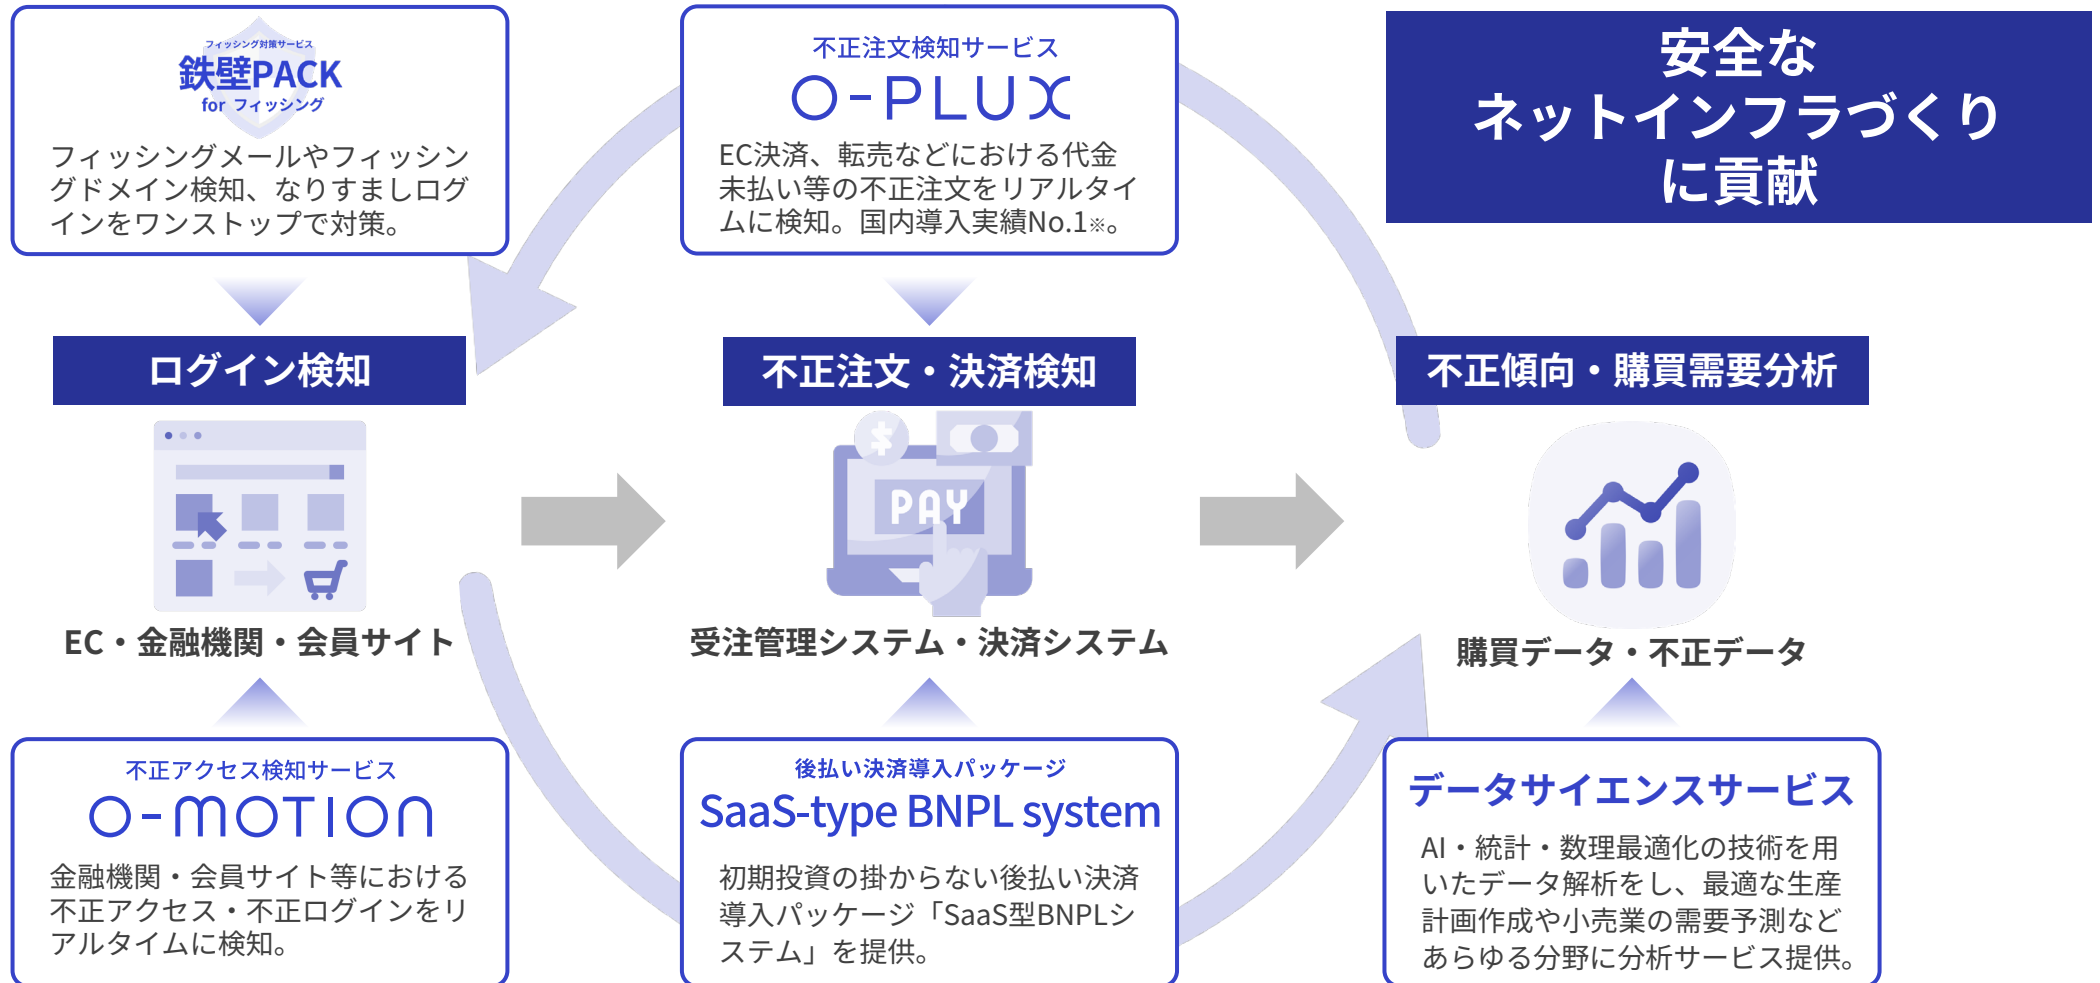 フィッシング対策サービス
鉄壁PACK
for フィッシング
フィッシングメールやフィッシン
グドメイン検知、なりすましログ
インをワンストップで対策。
不正注文検知サービス
O-PLUX
EC決済、転売などにおける代金
未払い等の不正注文をリアルタイ
ムに検知。国内導入実績No.1※。
安全な
ネットインフラづくり
に貢献
ログイン検知
不正注文・決済検知
不正傾向・購買需要分析
PAY
EC・金融機関・会員サイト
受注管理システム・決済システム
購買データ・不正データ
不正アクセス検知サービス
O-MOTION
金融機関・会員サイト等における
不正アクセス・不正ログインをリ
アルタイムに検知。
後払い決済導入パッケージ
SaaS-type BNPL system
初期投資の掛からない後払い決済
導入パッケージ「SaaS型BNPLシ
ステム」を提供。
データサイエンスサービス
AI・統計・数理最適化の技術を用
いたデータ解析をし、最適な生産
計画作成や小売業の需要予測など
あらゆる分野に分析サービス提供。